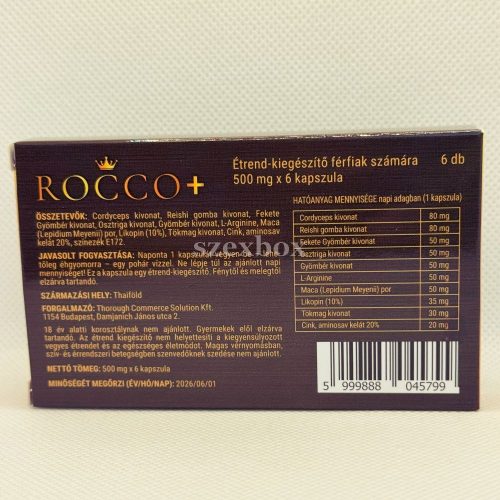 ROCCO+
Étrend-kiegészítő férfiak számára 6 db
500 mg x 6 kapszula
ÖSSZETEVŐK: Cordyceps kivonat, Reishi gomba kivonat, Fekete
Gyömbér kivonat, Osztriga kivonat, Gyömbér kivonat, L-Arginine, Maca
(Lepidium Meyenii) por, Likopin (10%), Tökmag kivonat, Cink, aminosav
kelát 20%, színezék E172.
JAVASOLT FOGYASZTÁSA: Naponta 1 kapszulát vegyen be
tőleg éhgyomorra – egy pohár vízzel. Ne lépje túl az ajánlott napi
mennyiséget! Ez a kapszula egy étrend-kiegészítő. Fénytől és melegtől
elzárva tartandó.
SZÁRMAZÁSI HELY: Thaiföld
FORGALMAZÓ: Thorough Commerce Solution Kft.
1154 Budapest, Damjanich János utca 2.
18 év alatti korosztálynak nem ajánlott. Gyermekek elől elzárva
tartandó. Az étrend kiegészítő nem helyettesíti a kiegyensúlyozott
vegyes étrendet és az egészséges életmódot. Magas vérnyomásban,
szív- és érrendszeri betegségben szenvedőknek szedése nem ajánlott.
NETTÓ TÖMEG: 500 mg x 6 kapszula
MINŐSÉGÉT MEGŐRZI (ÉV/HÓ/NAP): 2026/06/01
HATÓANYAG MENNYISÉGE napi adagban (1 kapszula)
Cordyceps kivonat 80 mg
Reishi gomba kivonat 80 mg
Fekete Gyömbér kivonat 50 mg
Osztriga kivonat 50 mg
Gyömbér kivonat 50 mg
L-Arginine 50 mg
Maca (Lepidium Meyenii) por 50 mg
Likopin (10%) 35 mg
Tökmag kivonat 30 mg
Cink, aminosav kelát 20% 20 mg
5 999888 045799
szexbox